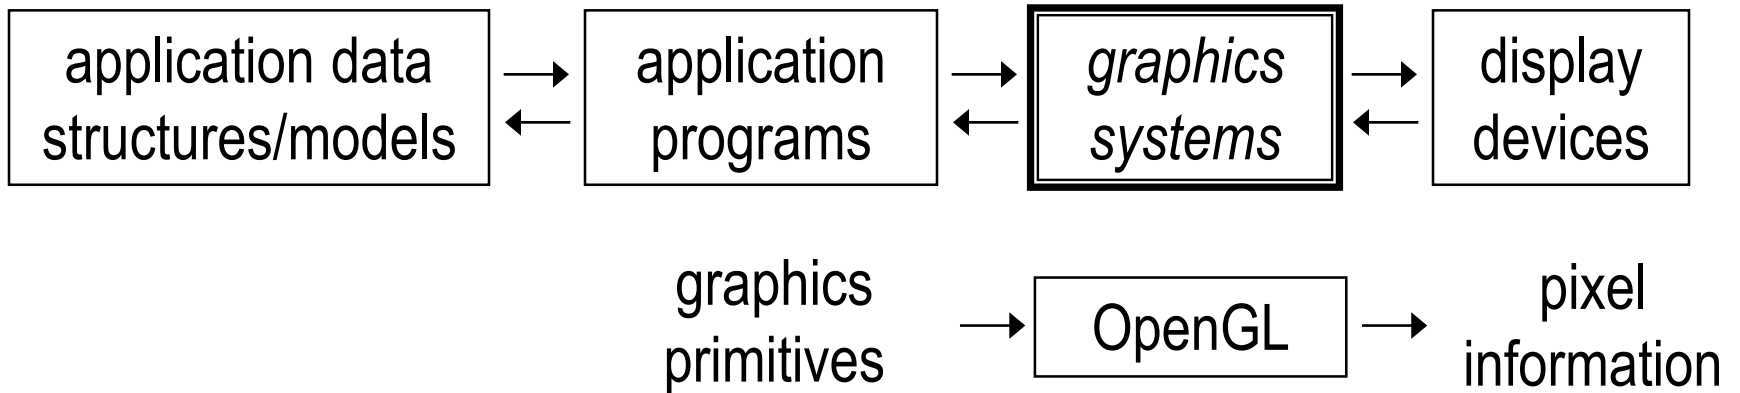 application data
structures/models
application
programs
graphics
systems
display
devices
graphics
primitives
OpenGL
pixel
information